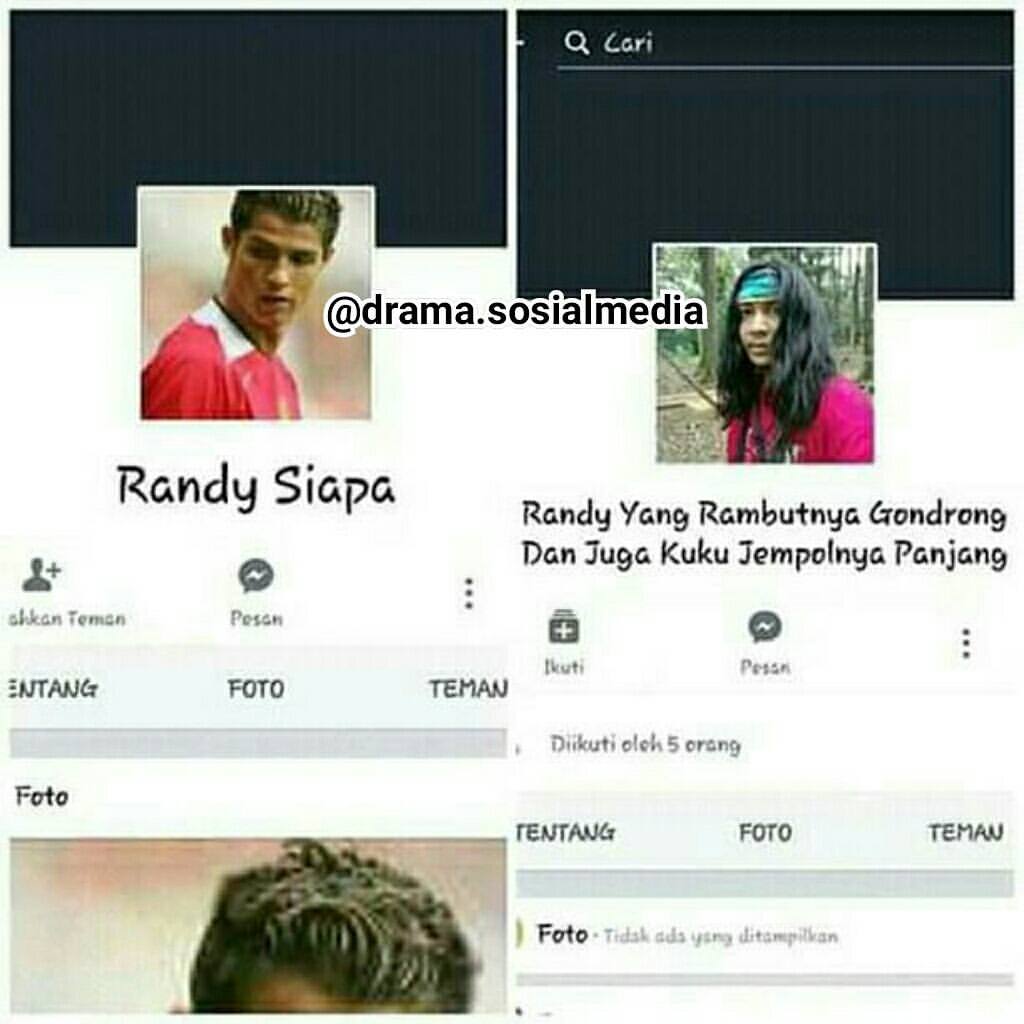 Cari
@drama.sosialmedia
Randy Siapa
ahkan Teman
Pesan
ENTANG
FOTO
TEMAN
Foto
Randy Yang Rambutnya Gondrong
Dan Juga Kuku Jempolnya Panjang
Ikuti
Pesan
Diikuti oleh 5 orang
TENTANG
FOTO
TEMAN
Foto · Tidak ada yang ditampilkan